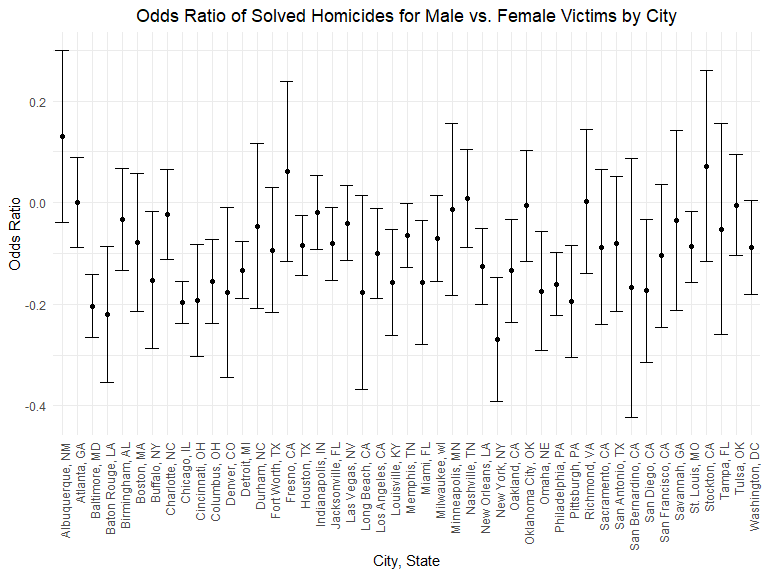 Odds Ratio of Solved Homicides for Male vs. Female Victims by City
Odds Ratio
0.2
0.0
-0.2
-0.4
Albuquerque, NM
Atlanta, GA
Baltimore, MD
Baton Rouge, LA
Birmingham, AL
Boston, MA
Buffalo, NY
Charlotte, NC
Chicago, IL
Cincinnati, OH
Columbus, OH
Denver, CO
Detroit, MI
Durham, NC
Fort Worth, TX
Fresno, CA
Houston, TX
Indianapolis, IN
Jacksonville, FL
Las Vegas, NV
Long Beach, CA
Los Angeles, CA
Louisville, KY
Memphis, TN
Miami, FL
Milwaukee, wI
Minneapolis, MN
Nashville, TN
New Orleans, LA
New York, NY
Oakland, CA
Oklahoma City, OK
Omaha, NE
Philadelphia, PA
Pittsburgh, PA
Richmond, VA
Sacramento, CA
San Antonio, TX
San Bernardino, CA
San Diego, CA
San Francisco, CA
Savannah, GA
St. Louis, MO
Stockton, CA
Tampa, FL
Tulsa, OK
Washington, DC
City, State